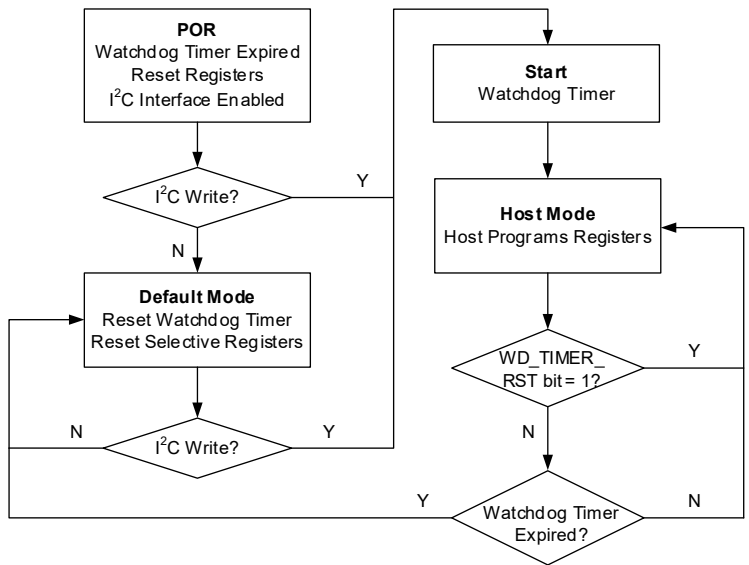 POR
Watchdog Timer Expired
Reset Registers
I²C Interface Enabled
I²C Write?
Y
N
Default Mode
Reset Watchdog Timer
Reset Selective Registers
N
I²C Write?
Y
Start
Watchdog Timer
Host Mode
Host Programs Registers
WD_TIMER_
RST bit = 1?
Y
N
Y
Watchdog Timer
Expired?
N